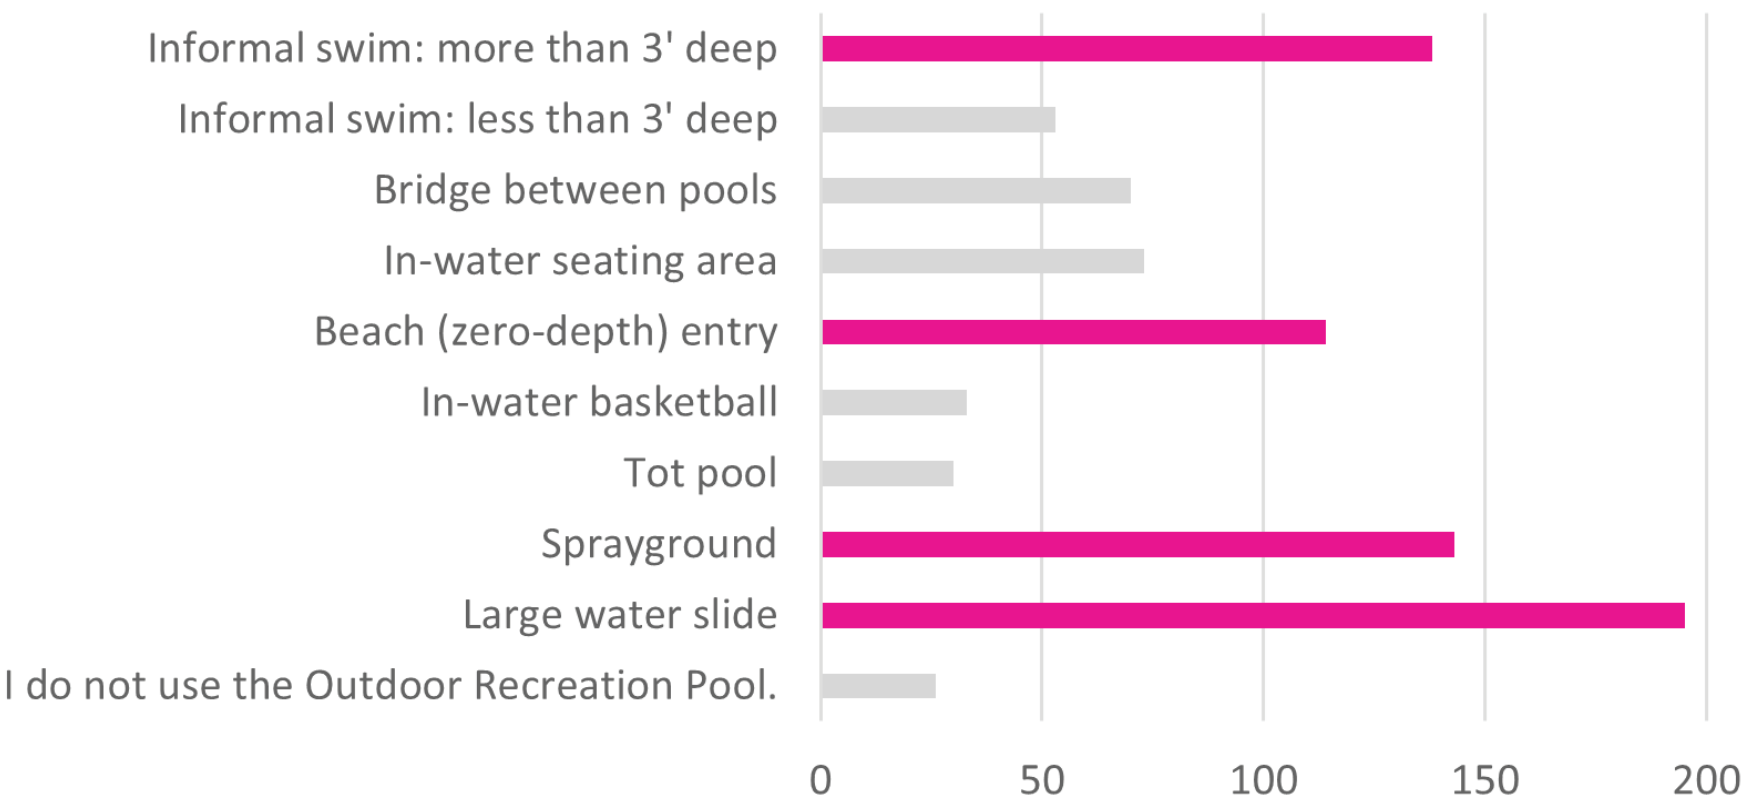 Informal swim: more than 3' deep
Informal swim: less than 3' deep
Bridge between pools
In-water seating area
Beach (zero-depth) entry
In-water basketball
Tot pool
Sprayground
Large water slide
I do not use the Outdoor Recreation Pool.
0 50 100 150 200